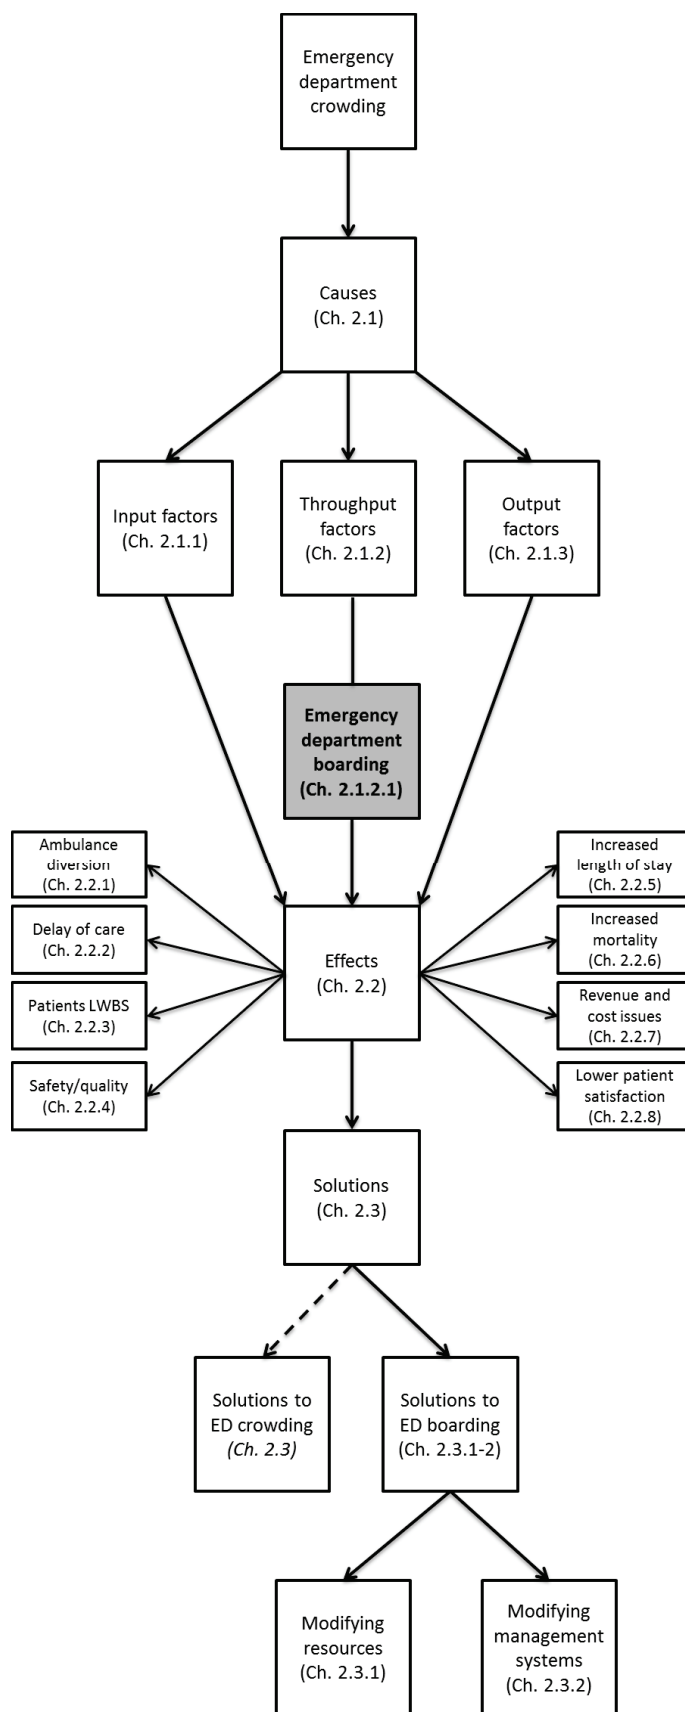 Emergency
department
crowding
Causes
(Ch. 2.1)
Input factors
(Ch. 2.1.1)
Throughput
factors
(Ch. 2.1.2)
Output
factors
(Ch. 2.1.3)
Emergency
department
boarding
(Ch. 2.1.2.1)
Ambulance
diversion
(Ch. 2.2.1)
Delay of care
(Ch. 2.2.2)
Patients LWBS
(Ch. 2.2.3)
Safety/quality
(Ch. 2.2.4)
Effects
(Ch. 2.2)
Increased
length of stay
(Ch. 2.2.5)
Increased
mortality
(Ch. 2.2.6)
Revenue and
cost issues
(Ch. 2.2.7)
Lower patient
satisfaction
(Ch. 2.2.8)
Solutions
(Ch. 2.3)
Solutions to
ED crowding
(Ch. 2.3)
Solutions to
ED boarding
(Ch. 2.3.1-2)
Modifying
resources
(Ch. 2.3.1)
Modifying
management
systems
(Ch. 2.3.2)